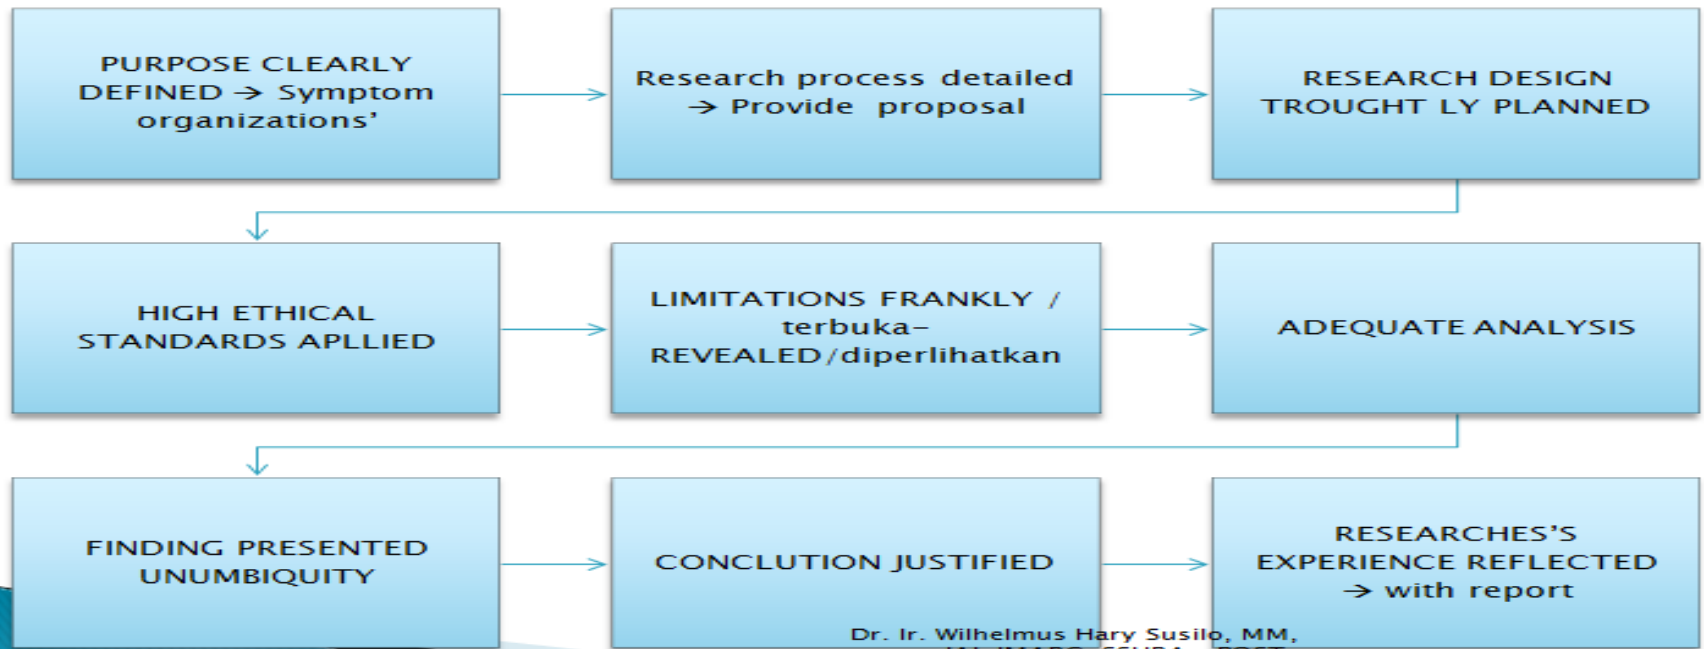 PURPOSE CLEARLY
DEFINED → Symptom
organizations’
Research process detailed
→ Provide proposal
RESEARCH DESIGN
TROUGHT LY PLANNED
HIGH ETHICAL
STANDARDS APLLIED
LIMITATIONS FRANKLY /
terbuka–
REVEALED/diperlihatkan
ADEQUATE ANALYSIS
FINDING PRESENTED
UNUMBIQUITY
CONCLUTION JUSTIFIED
RESEARCHES’S
EXPERIENCE REFLECTED
→ with report
Dr. Ir. Wilhelmus Hary Susilo, MM,